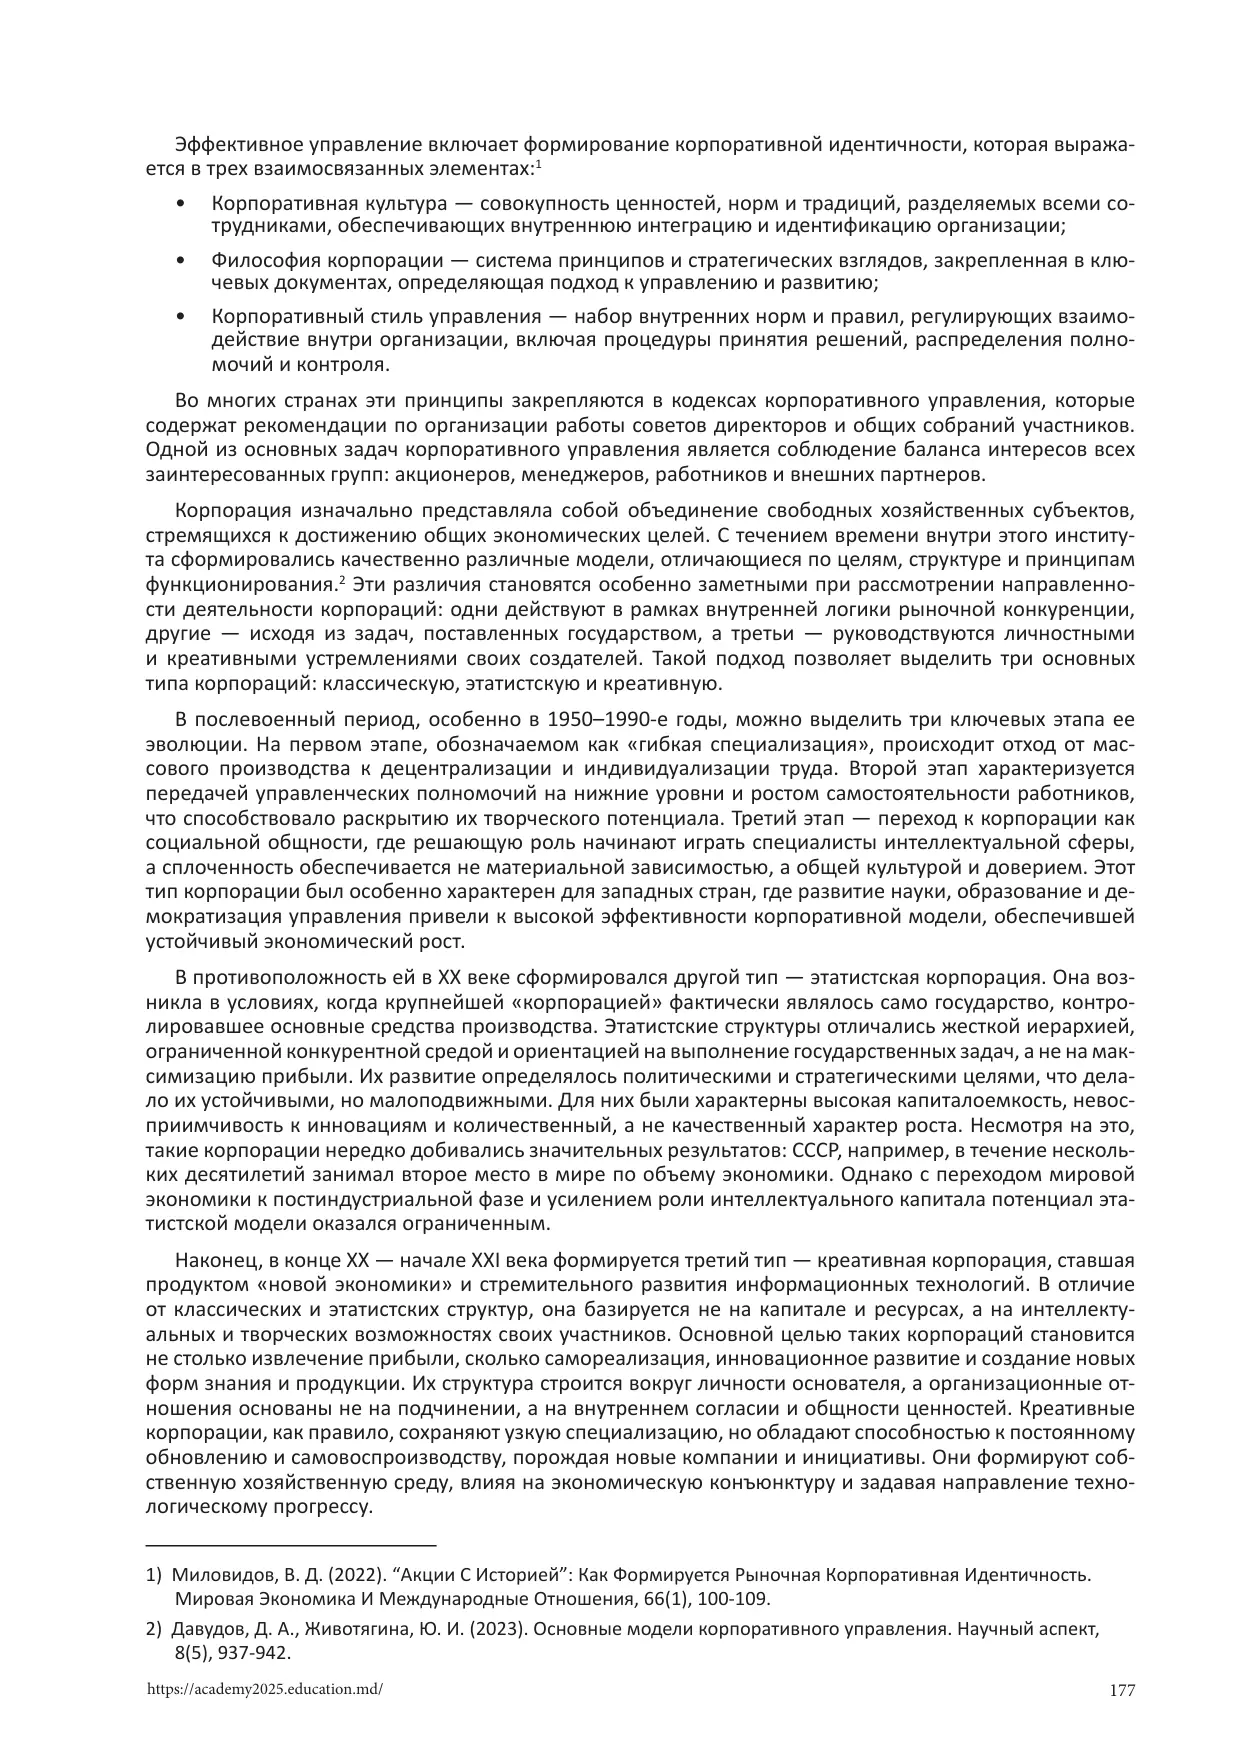 Эффективное управление включает формирование корпоративной идентичности, которая выража-
ется в трех взаимосвязанных элементах:1
• Корпоративная культура — совокупность ценностей, норм и традиций, разделяемых всеми со-
трудниками, обеспечивающих внутреннюю интеграцию и идентификацию организации;
• Философия корпорации — система принципов и стратегических взглядов, закрепленная в клю-
чевых документах, определяющая подход к управлению и развитию;
• Корпоративный стиль управления — набор внутренних норм и правил, регулирующих взаимо-
действие внутри организации, включая процедуры принятия решений, распределения полно-
мочий и контроля.
Во многих странах эти принципы закрепляются в кодексах корпоративного управления, которые
содержат рекомендации по организации работы советов директоров и общих собраний участников.
Одной из основных задач корпоративного управления является соблюдение баланса интересов всех
заинтересованных групп: акционеров, менеджеров, работников и внешних партнеров.
Корпорация изначально представляла собой объединение свободных хозяйственных субъектов,
стремящихся к достижению общих экономических целей. С течением времени внутри этого институ-
та сформировались качественно различные модели, отличающиеся по целям, структуре и принципам
функционирования.2 Эти различия становятся особенно заметными при рассмотрении направленно-
сти деятельности корпораций: одни действуют в рамках внутренней логики рыночной конкуренции,
другие — исходя из задач, поставленных государством, а третьи — руководствуются личностными
и креативными устремлениями своих создателей. Такой подход позволяет выделить три основных
типа корпораций: классическую, этатистскую и креативную.
В послевоенный период, особенно в 1950–1990-е годы, можно выделить три ключевых этапа ее
эволюции. На первом этапе, обозначаемом как «гибкая специализация», происходит отход от мас-
сового производства к децентрализации и индивидуализации труда. Второй этап характеризуется
передачей управленческих полномочий на нижние уровни и ростом самостоятельности работников,
что способствовало раскрытию их творческого потенциала. Третий этап — переход к корпорации как
социальной общности, где решающую роль начинают играть специалисты интеллектуальной сферы,
а сплоченность обеспечивается не материальной зависимостью, а общей культурой и доверием. Этот
тип корпорации был особенно характерен для западных стран, где развитие науки, образование и де-
мократизация управления привели к высокой эффективности корпоративной модели, обеспечившей
устойчивый экономический рост.
В противоположность ей в XX веке сформировался другой тип — этатистская корпорация. Она воз-
никла в условиях, когда крупнейшей «корпорацией» фактически являлось само государство, контро-
лировавшее основные средства производства. Этатистские структуры отличались жесткой иерархией,
ограниченной конкурентной средой и ориентацией на выполнение государственных задач, а не на мак-
симизацию прибыли. Их развитие определялось политическими и стратегическими целями, что дела-
ло их устойчивыми, но малоподвижными. Для них были характерны высокая капиталоемкость, невос-
приимчивость к инновациям и количественный, а не качественный характер роста. Несмотря на это,
такие корпорации нередко добивались значительных результатов: СССР, например, в течение несколь-
ких десятилетий занимал второе место в мире по объему экономики. Однако с переходом мировой
экономики к постиндустриальной фазе и усилением роли интеллектуального капитала потенциал эта-
тистской модели оказался ограниченным.
Наконец, в конце XX — начале XXI века формируется третий тип — креативная корпорация, ставшая
продуктом «новой экономики» и стремительного развития информационных технологий. В отличие
от классических и этатистских структур, она базируется не на капитале и ресурсах, а на интеллекту-
альных и творческих возможностях своих участников. Основной целью таких корпораций становится
не столько извлечение прибыли, сколько самореализация, инновационное развитие и создание новых
форм знания и продукции. Их структура строится вокруг личности основателя, а организационные от-
ношения основаны не на подчинении, а на внутреннем согласии и общности ценностей. Креативные
корпорации, как правило, сохраняют узкую специализацию, но обладают способностью к постоянному
обновлению и самовоспроизводству, порождая новые компании и инициативы. Они формируют соб-
ственную хозяйственную среду, влияя на экономическую конъюнктуру и задавая направление техно-
логическому прогрессу.
1) Миловидов, В. Д. (2022). “Акции С Историей”: Как Формируется Рыночная Корпоративная Идентичность.
Мировая Экономика И Международные Отношения, 66(1), 100-109.
2) Давудов, Д. А., Животягина, Ю. И. (2023). Основные модели корпоративного управления. Научный аспект,
8(5), 937-942.
https://academy2025.education.md/
177